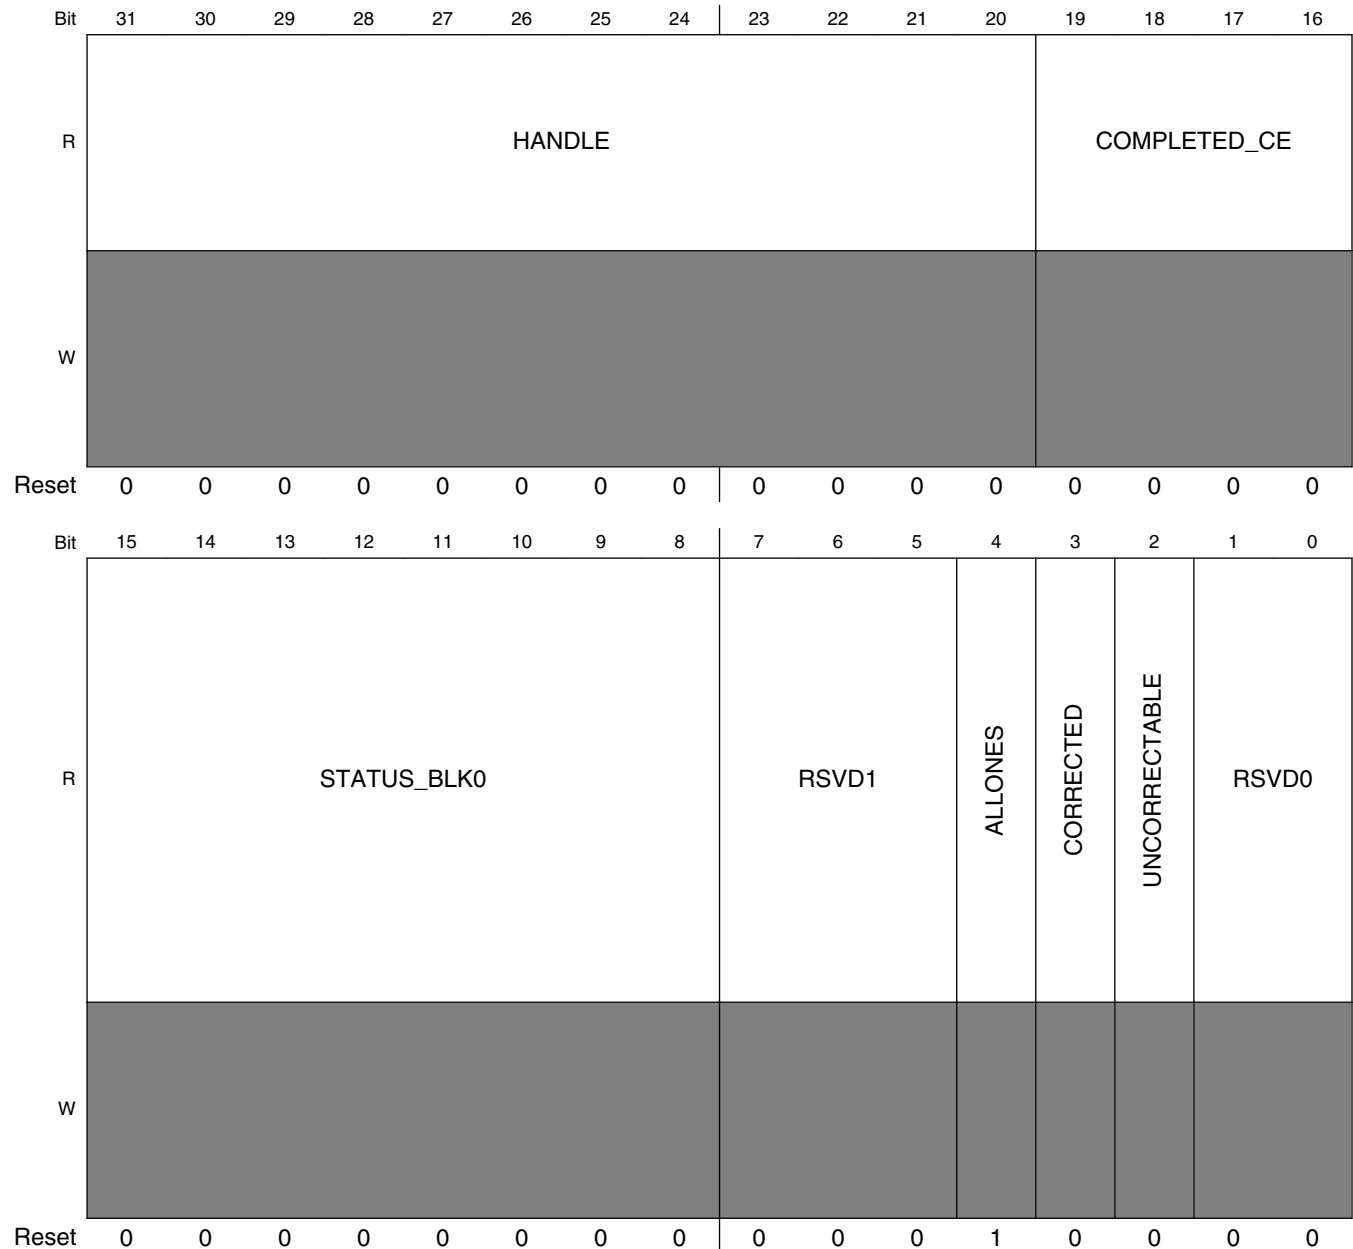 Bit 31 30 29 28 27 26 25 24 23 22 21 20 19 18 17 16
R HANDLE COMPLETED_CE
W
Reset 0 0 0 0 0 0 0 0 0 0 0 0 0 0 0 0
Bit 15 14 13 12 11 10 9 8 7 6 5 4 3 2 1 0
R STATUS_BLK0 RSVD1 ALLONES CORRECTED UNCORRECTABLE RSVD0
W
Reset 0 0 0 0 0 0 0 0 0 0 0 1 0 0 0 0